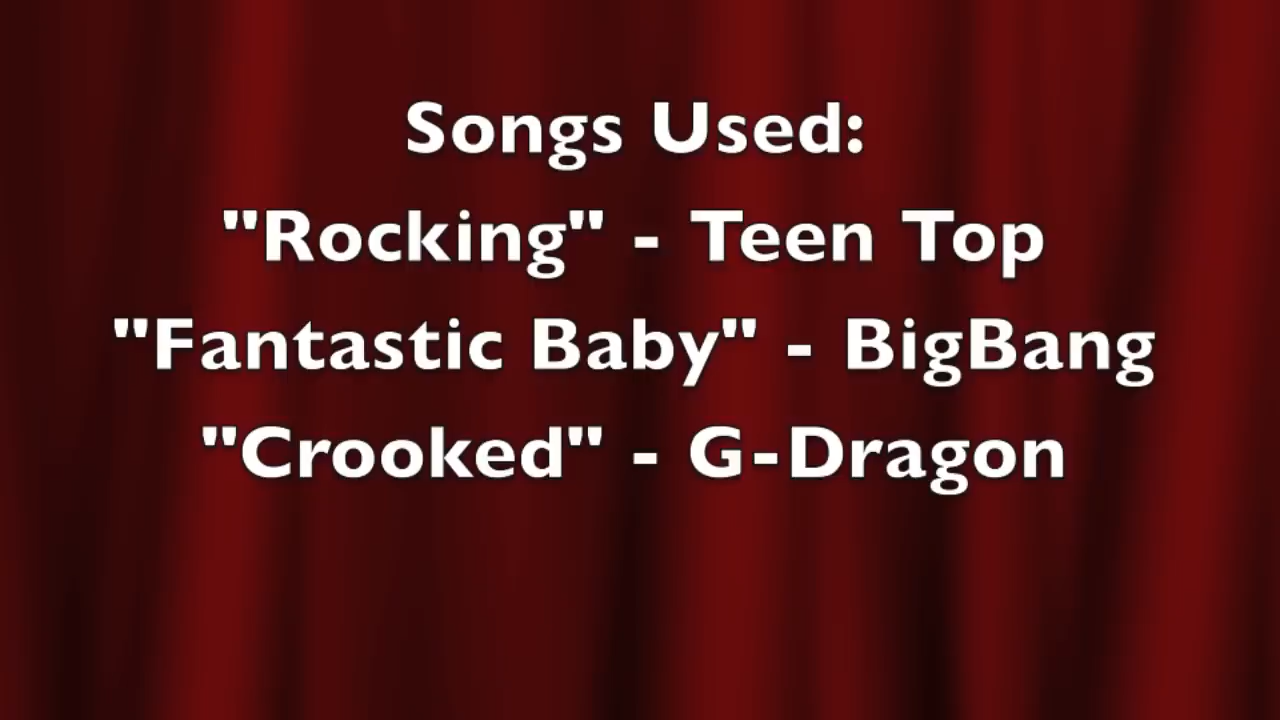 Songs Used:
"Rocking" - Teen Top
"Fantastic Baby" - BigBang
"Crooked" - G-Dragon